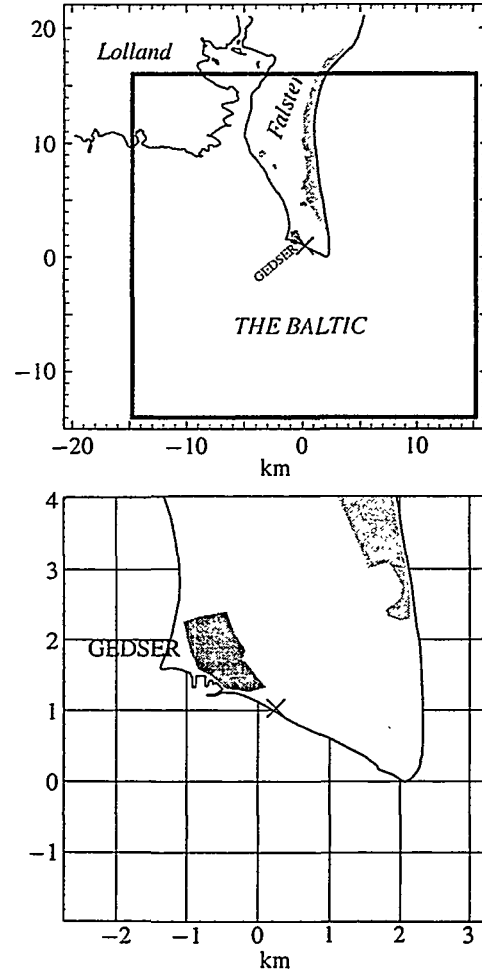 20
Lolland
Falster
10
GEDSER
0
THE BALTIC
−10
−20 −10 0 10
km
4
3
2
GEDSER
1
0
−1
−2 −1 0 1 2 3
km